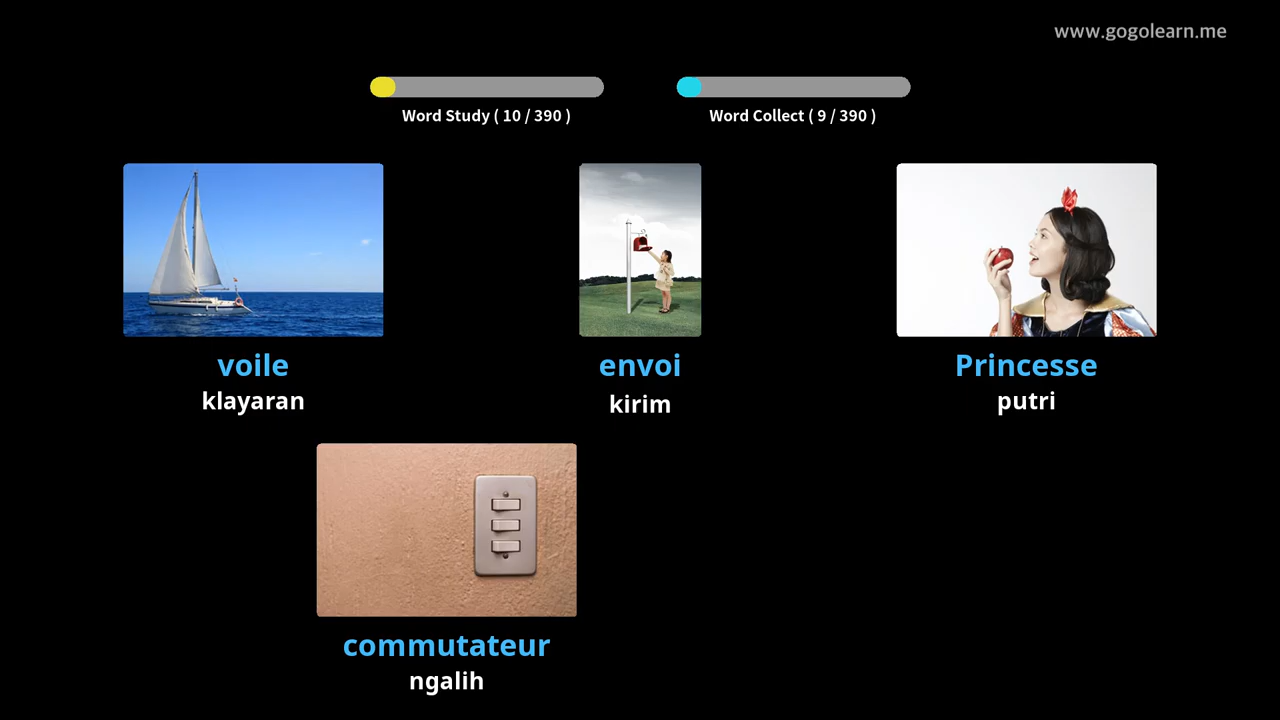 www.gogolearn.me
Word Study ( 10 / 390 )
Word Collect ( 9 / 390 )
voile
klayaran
envoi
kirim
Princesse
putri
commutateur
ngalih